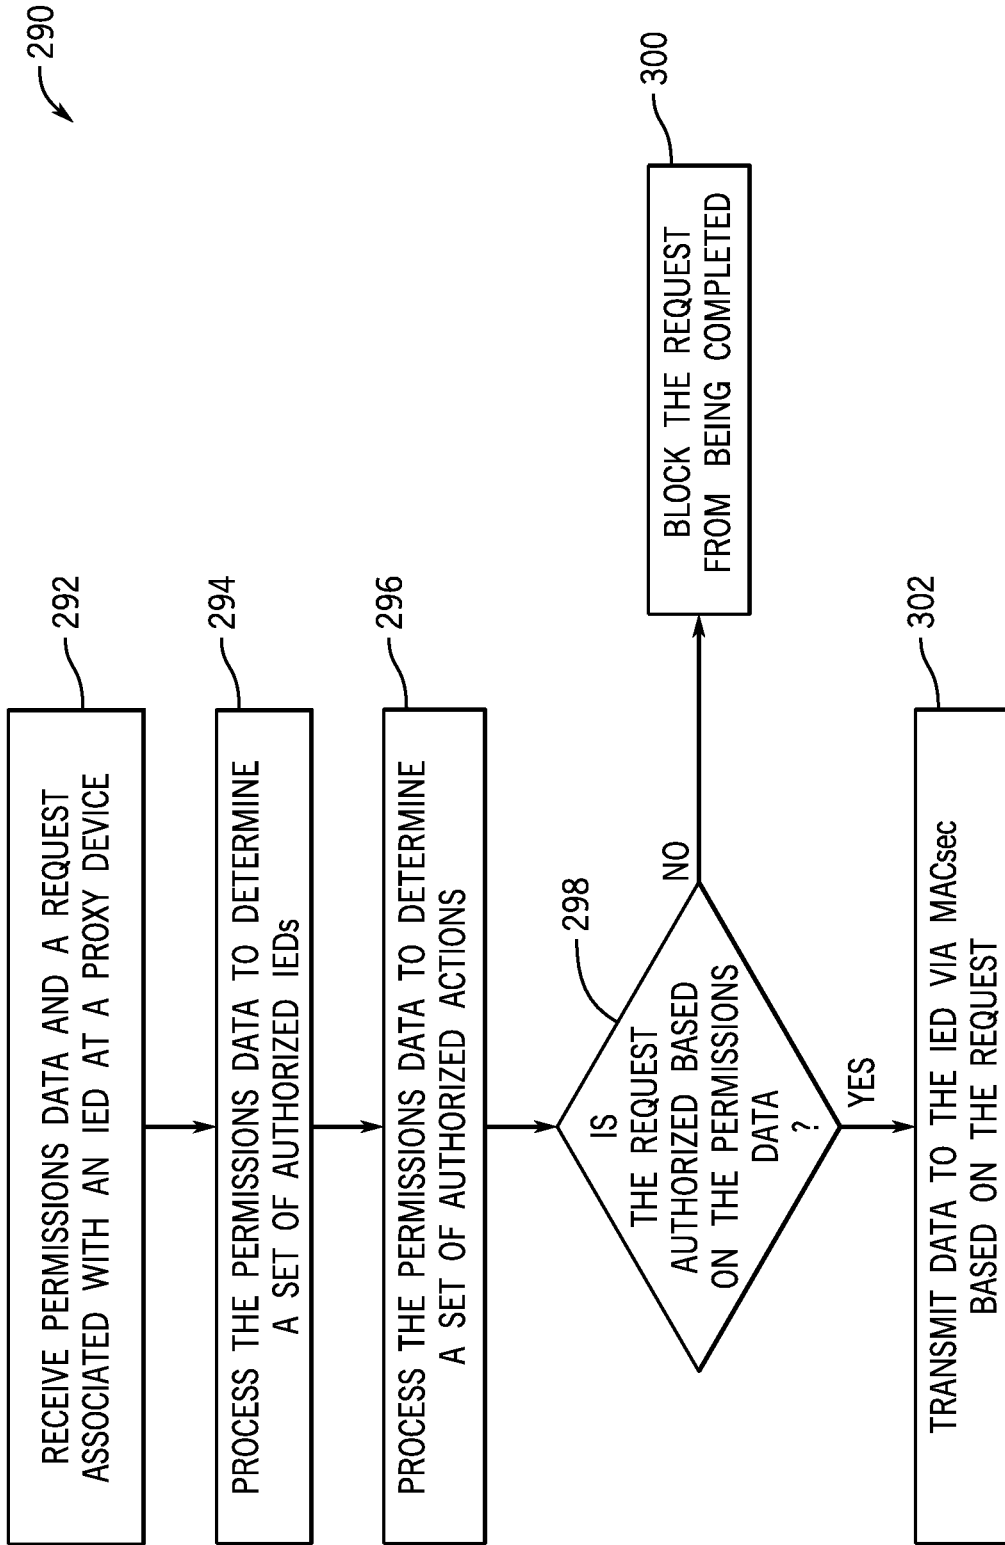 290
292
RECEIVE PERMISSIONS DATA AND A REQUEST
ASSOCIATED WITH AN IED AT A PROXY DEVICE
294
PROCESS THE PERMISSIONS DATA TO DETERMINE
A SET OF AUTHORIZED IEDs
296
PROCESS THE PERMISSIONS DATA TO DETERMINE
A SET OF AUTHORIZED ACTIONS
298
IS
THE REQUEST
AUTHORIZED BASED
ON THE PERMISSIONS
DATA
?
NO
300
BLOCK THE REQUEST
FROM BEING COMPLETED
YES
302
TRANSMIT DATA TO THE IED VIA MACsec
BASED ON THE REQUEST